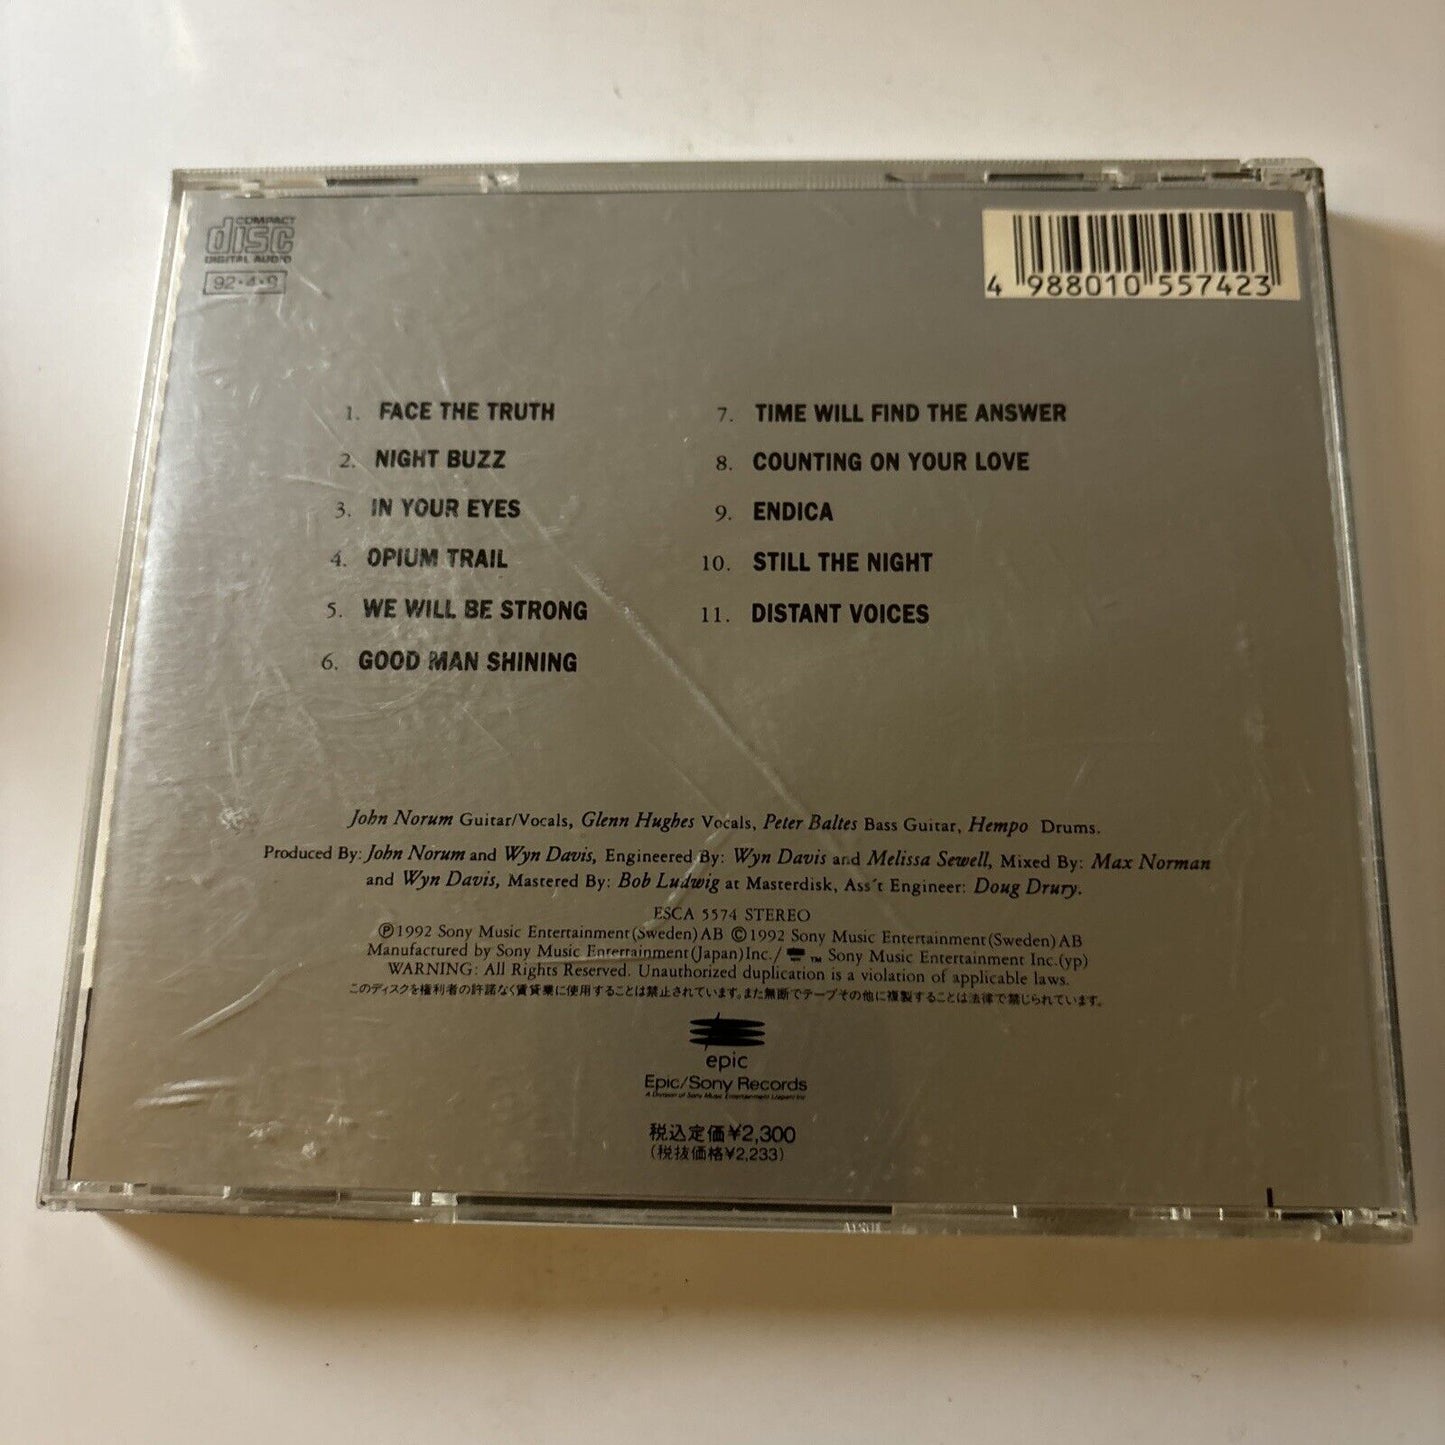 COMPACT
disc
DIGITAL AUDIO
92・4・9
4 988010 557423
1. FACE THE TRUTH
2. NIGHT BUZZ
3. IN YOUR EYES
4. OPIUM TRAIL
5. WE WILL BE STRONG
6. GOOD MAN SHINING
7. TIME WILL FIND THE ANSWER
8. COUNTING ON YOUR LOVE
9. ENDICA
10. STILL THE NIGHT
11. DISTANT VOICES
John Norum Guitar/Vocals, Glenn Hughes Vocals, Peter Baltes Bass Guitar, Hempo Drums.
Produced By: John Norum and Wyn Davis, Engineered By: Wyn Davis and Melissa Sewell, Mixed By: Max Norman
and Wyn Davis, Mastered By: Bob Ludwig at Masterdisk, Ass't Engineer: Doug Drury.
ESCA 5574 STEREO
Ⓟ1992 Sony Music Entertainment(Sweden)AB ©1992 Sony Music Entertainment(Sweden)AB
Manufactured by Sony Music Entertainment(Japan)Inc./ ™ Sony Music Entertainment Inc.(yp)
WARNING: All Rights Reserved. Unauthorized duplication is a violation of applicable laws.
このディスクを権利者の許諾なく賃貸業に使用することは禁止されています。また無断でテープその他に複製することは法律で禁じられています。
epic
Epic/Sony Records
A Division of Sony Music Entertainment (Japan) Inc
税込定価¥2,300
(税抜価格¥2,233)